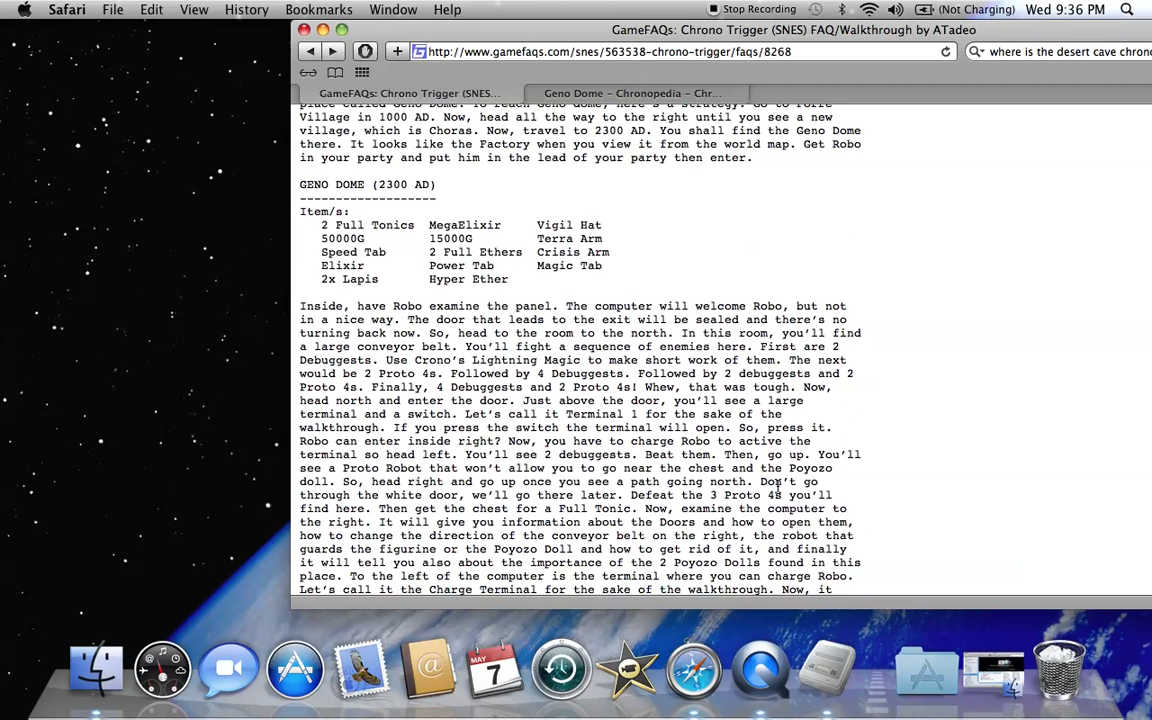 Safari File Edit View History Bookmarks Window Help Stop Recording (Not Charging) Wed 9:36 PM
GameFAQs: Chrono Trigger (SNES) FAQ/Walkthrough by ATadeo
http://www.gamefaqs.com/snes/563538-chrono-trigger/faqs/8268 where is the desert cave chron
GameFAQs: Chrono Trigger (SNES... Geno Dome – Chronopedia – Chr...
place called Geno Dome. To reach Geno Dome, here's a strategy. Go to Porre
Village in 1000 AD. Now, head all the way to the right until you see a new
village, which is Choras. Now, travel to 2300 AD. You shall find the Geno Dome
there. It looks like the Factory when you view it from the world map. Get Robo
in your party and put him in the lead of your party then enter.
GENO DOME (2300 AD)
-------------------
Item/s:
2 Full Tonics MegaElixir Vigil Hat
50000G 15000G Terra Arm
Speed Tab 2 Full Ethers Crisis Arm
Elixir Power Tab Magic Tab
2x Lapis Hyper Ether
Inside, have Robo examine the panel. The computer will welcome Robo, but not
in a nice way. The door that leads to the exit will be sealed and there's no
turning back now. So, head to the room to the north. In this room, you'll find
a large conveyor belt. You'll fight a sequence of enemies here. First are 2
Debuggests. Use Crono's Lightning Magic to make short work of them. The next
would be 2 Proto 4s. Followed by 4 Debuggests. Followed by 2 debuggests and 2
Proto 4s. Finally, 4 Debuggests and 2 Proto 4s! Whew, that was tough. Now,
head north and enter the door. Just above the door, you'll see a large
terminal and a switch. Let's call it Terminal 1 for the sake of the
walkthrough. If you press the switch the terminal will open. So, press it.
Robo can enter inside right? Now, you have to charge Robo to active the
terminal so head left. You'll see 2 debuggests. Beat them. Then, go up. You'll
see a Proto Robot that won't allow you to go near the chest and the Poyozo
doll. So, head right and go up once you see a path going north. Don't go
through the white door, we'll go there later. Defeat the 3 Proto 4s you'll
find here. Then get the chest for a Full Tonic. Now, examine the computer to
the right. It will give you information about the Doors and how to open them,
how to change the direction of the conveyor belt on the right, the robot that
guards the figurine or the Poyozo Doll and how to get rid of it, and finally
it will tell you also about the importance of the 2 Poyozo Dolls found in this
place. To the left of the computer is the terminal where you can charge Robo.
Let's call it the Charge Terminal for the sake of the walkthrough. Now, it
MAY
7